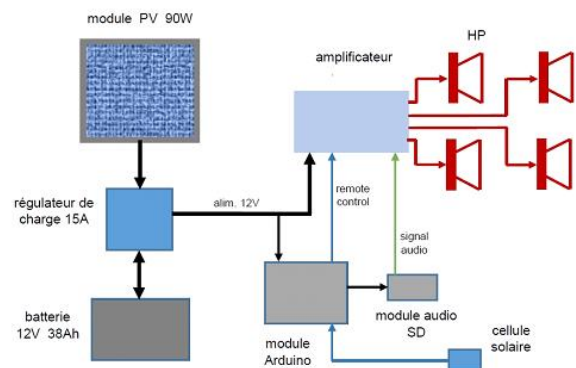 module PV 90W
HP
amplificateur
régulateur de
charge 15A
alim. 12V
remote
control
signal
audio
batterie
12V 38Ah
module audio
SD
module
Arduino
cellule
solaire